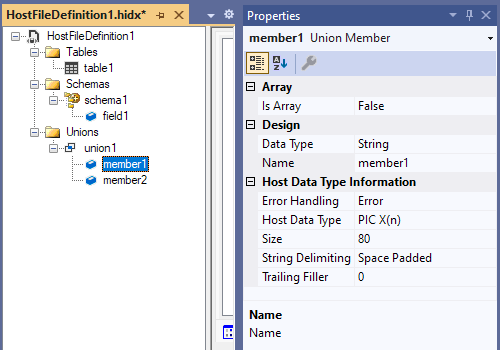 HostFileDefinition1.hidx*
HostFileDefinition1
Tables
table1
Schemas
schema1
field1
Unions
union1
member1
member2
Properties
member1 Union Member
Array
Is Array False
Design
Data Type String
Name member1
Host Data Type Information
Error Handling Error
Host Data Type PIC X(n)
Size 80
String Delimiting Space Padded
Trailing Filler 0
Name
Name